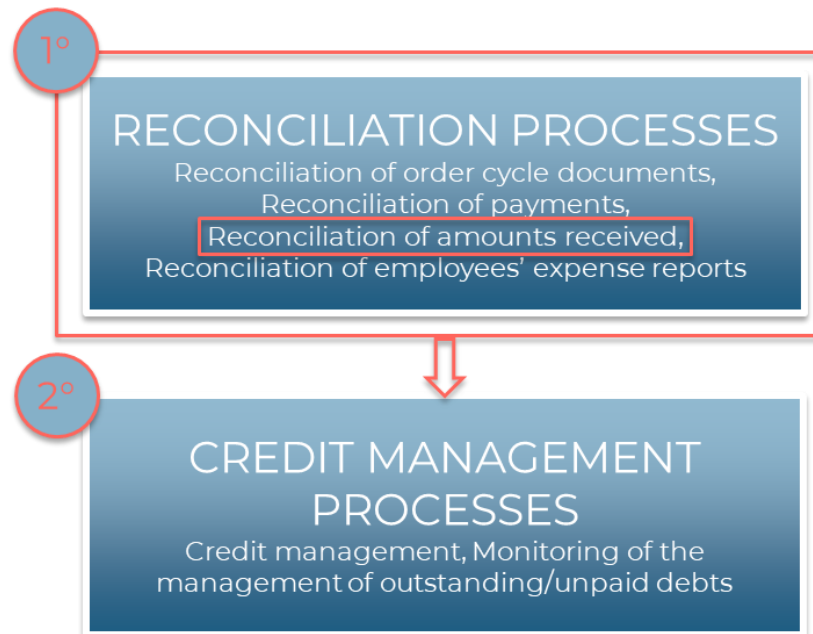 1°
RECONCILIATION PROCESSES
Reconciliation of order cycle documents,
Reconciliation of payments,
Reconciliation of amounts received,
Reconciliation of employees’ expense reports
2°
CREDIT MANAGEMENT
PROCESSES
Credit management, Monitoring of the
management of outstanding/unpaid debts